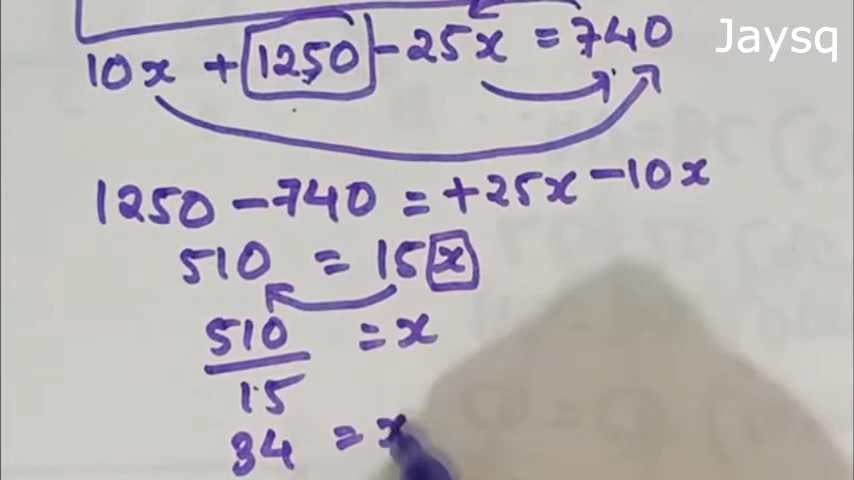 Jaysq
10x + 1250 - 25x = 740
1250 - 740 = +25x - 10x
510 = 15x
510 = x
15
34 = x